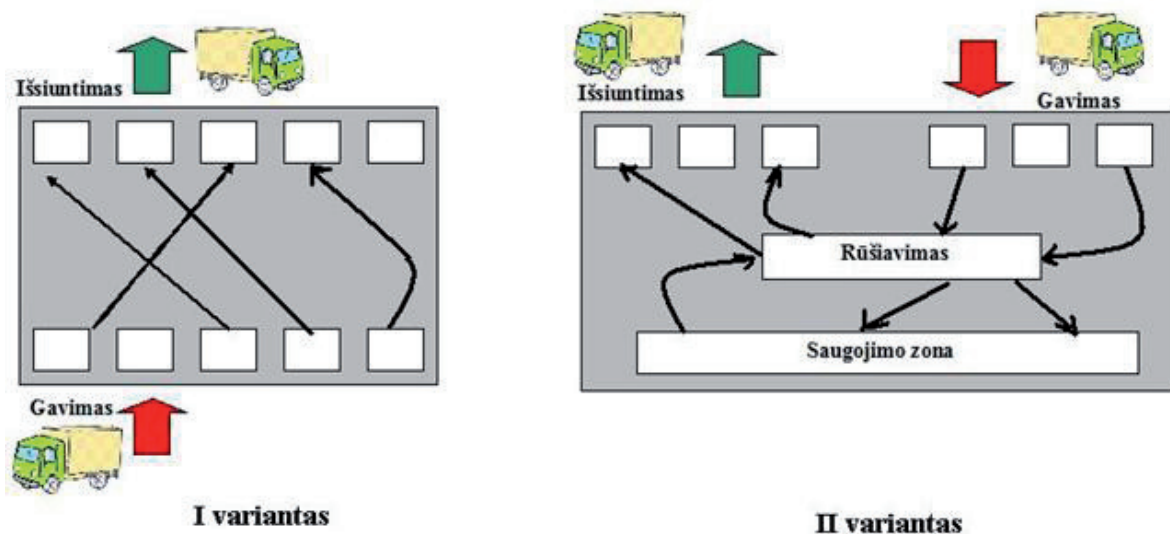 Išsiuntimas
Gavimas
I variantas
Išsiuntimas
Gavimas
Rūšiavimas
Saugojimo zona
II variantas